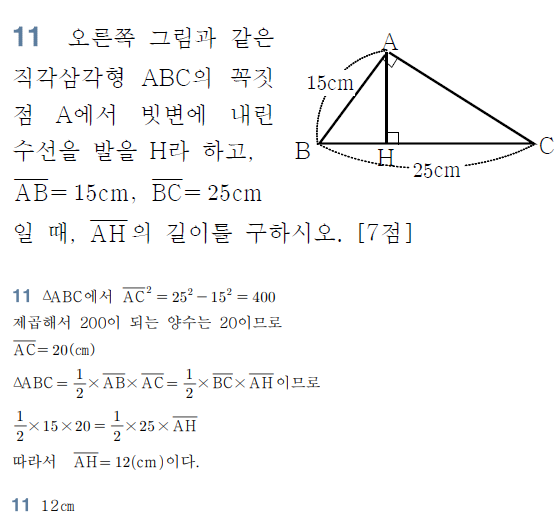 11 오른쪽 그림과 같은
직각삼각형 ABC의 꼭짓
점 A에서 빗변에 내린
수선을 발을 H라 하고,
AB = 15cm, BC = 25cm
일 때, AH의 길이를 구하시오. [7점]
A
15cm
B
H
C
25cm
11 △ABC에서 AC² = 25² − 15² = 400
제곱해서 200이 되는 양수는 20이므로
AC = 20(㎝)
△ABC = 1/2 × AB × AC = 1/2 × BC × AH 이므로
1/2 × 15 × 20 = 1/2 × 25 × AH
따라서 AH = 12(cm)이다.
11 12㎝